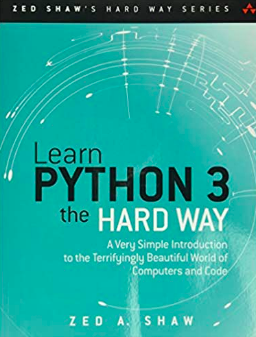 ZED SHAW'S HARD WAY SERIES
Learn
PYTHON 3
the HARD WAY
A Very Simple Introduction
to the Terrifyingly Beautiful World of
Computers and Code
ZED A. SHAW